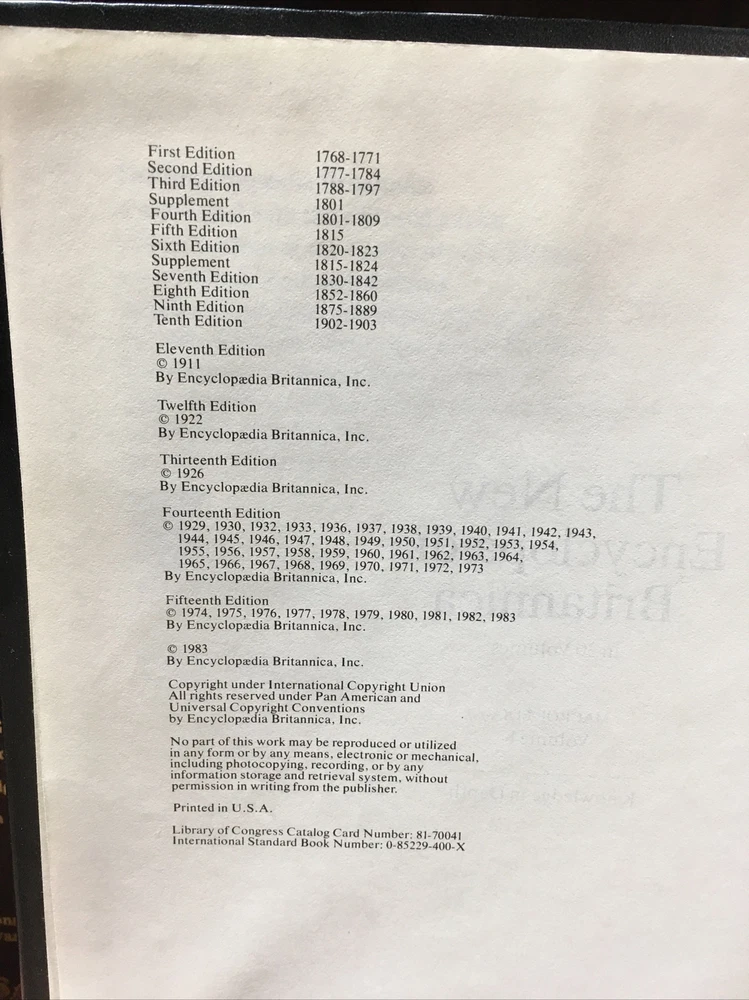 First Edition 1768-1771
Second Edition 1777-1784
Third Edition 1788-1797
Supplement 1801
Fourth Edition 1801-1809
Fifth Edition 1815
Sixth Edition 1820-1823
Supplement 1815-1824
Seventh Edition 1830-1842
Eighth Edition 1852-1860
Ninth Edition 1875-1889
Tenth Edition 1902-1903
Eleventh Edition
© 1911
By Encyclopædia Britannica, Inc.
Twelfth Edition
© 1922
By Encyclopædia Britannica, Inc.
Thirteenth Edition
© 1926
By Encyclopædia Britannica, Inc.
Fourteenth Edition
© 1929, 1930, 1932, 1933, 1936, 1937, 1938, 1939, 1940, 1941, 1942, 1943,
1944, 1945, 1946, 1947, 1948, 1949, 1950, 1951, 1952, 1953, 1954,
1955, 1956, 1957, 1958, 1959, 1960, 1961, 1962, 1963, 1964,
1965, 1966, 1967, 1968, 1969, 1970, 1971, 1972, 1973
By Encyclopædia Britannica, Inc.
Fifteenth Edition
© 1974, 1975, 1976, 1977, 1978, 1979, 1980, 1981, 1982, 1983
By Encyclopædia Britannica, Inc.
© 1983
By Encyclopædia Britannica, Inc.
Copyright under International Copyright Union
All rights reserved under Pan American and
Universal Copyright Conventions
by Encyclopædia Britannica, Inc.
No part of this work may be reproduced or utilized
in any form or by any means, electronic or mechanical,
including photocopying, recording, or by any
information storage and retrieval system, without
permission in writing from the publisher.
Printed in U.S.A.
Library of Congress Catalog Card Number: 81-70041
International Standard Book Number: 0-85229-400-X
The New
Encyclopædia
Britannica